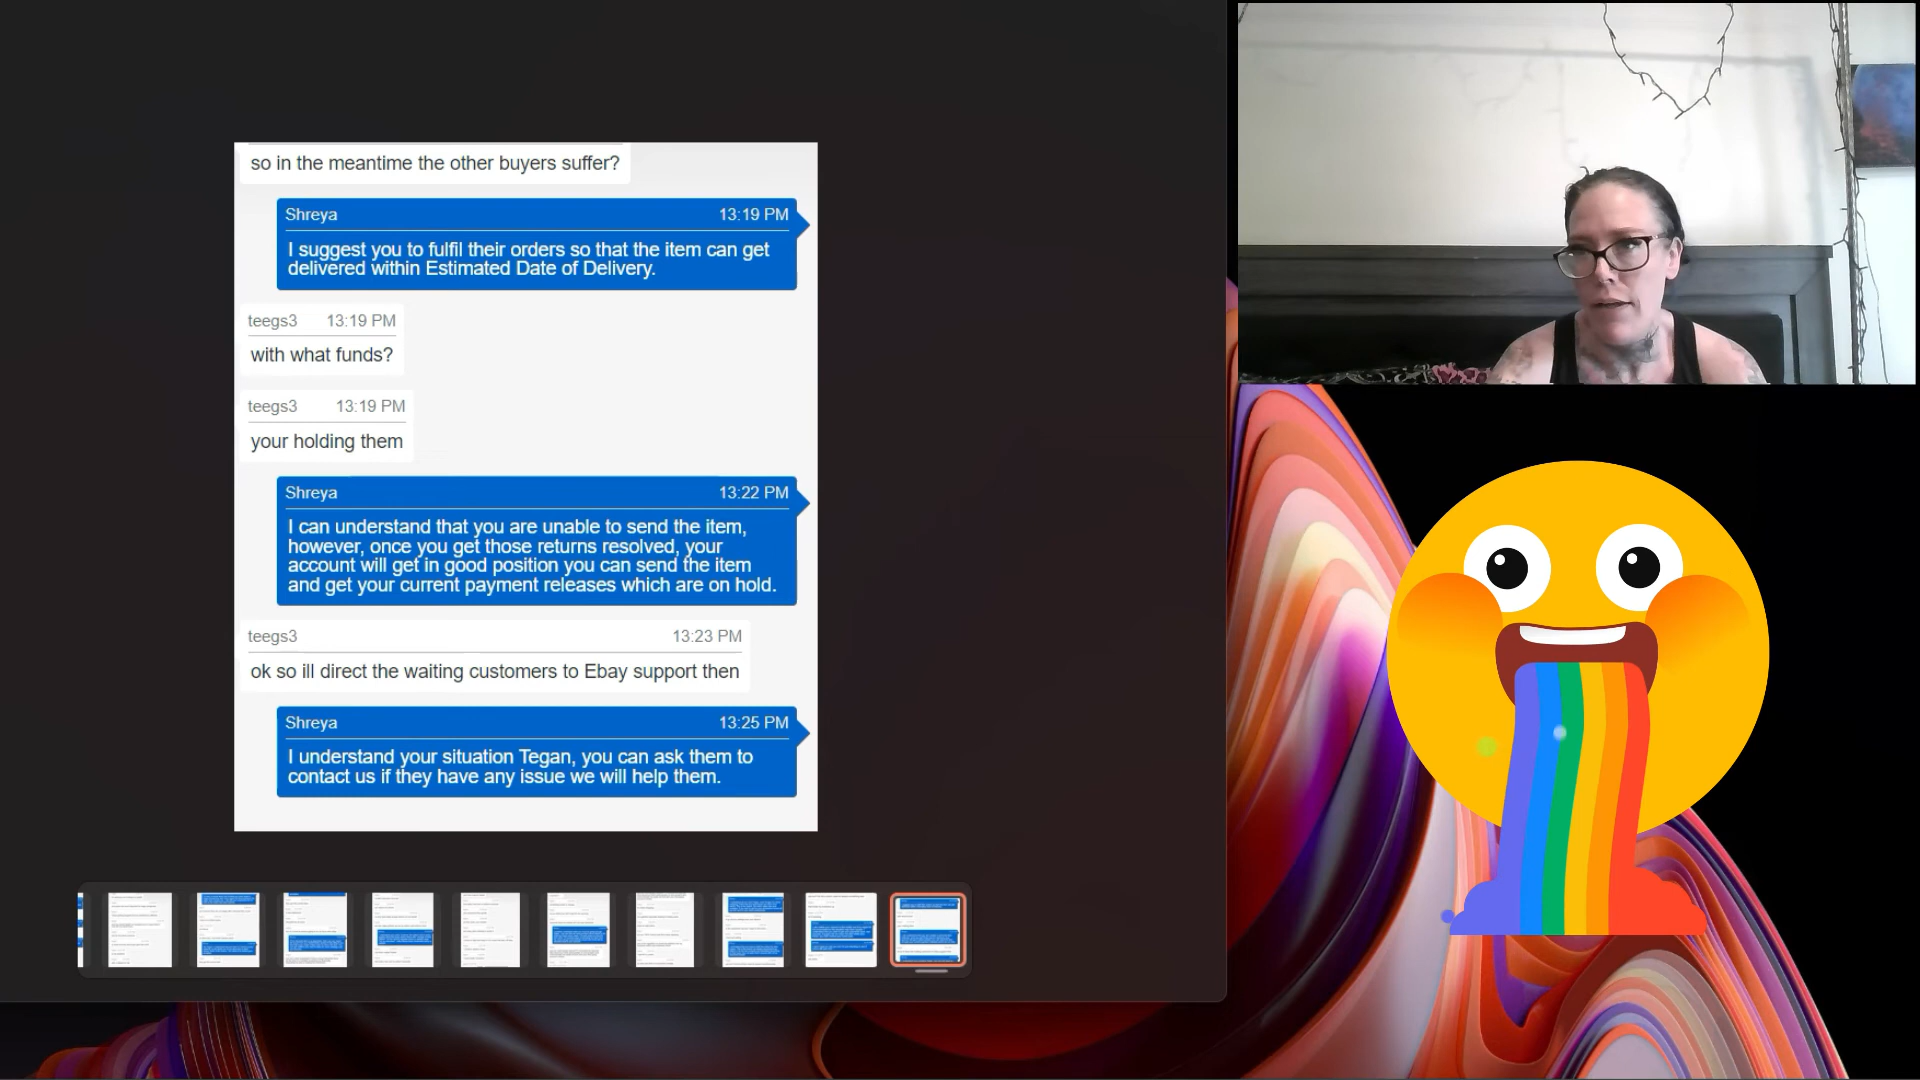 so in the meantime the other buyers suffer?
Shreya 13:19 PM
I suggest you to fulfil their orders so that the item can get
delivered within Estimated Date of Delivery.
teegs3 13:19 PM
with what funds?
teegs3 13:19 PM
your holding them
Shreya 13:22 PM
I can understand that you are unable to send the item,
however, once you get those returns resolved, your
account will get in good position you can send the item
and get your current payment releases which are on hold.
teegs3 13:23 PM
ok so ill direct the waiting customers to Ebay support then
Shreya 13:25 PM
I understand your situation Tegan, you can ask them to
contact us if they have any issue we will help them.